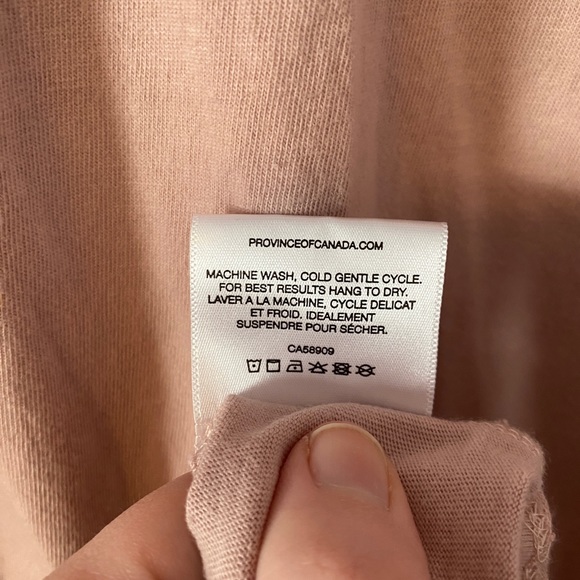 PROVINCEOFCANADA.COM
MACHINE WASH, COLD GENTLE CYCLE.
FOR BEST RESULTS HANG TO DRY.
LAVER A LA MACHINE, CYCLE DELICAT
ET FROID. IDEALEMENT
SUSPENDRE POUR SÉCHER.
CA58909